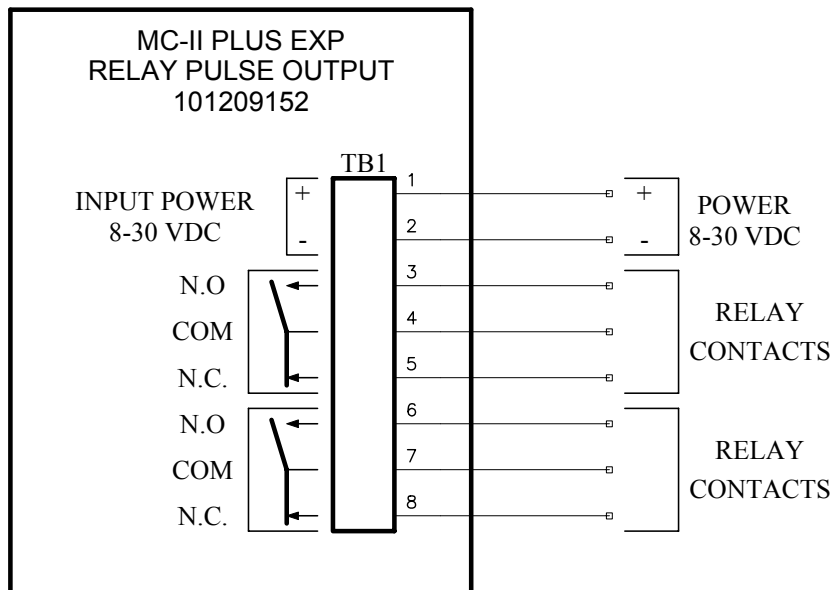 MC-II PLUS EXP
RELAY PULSE OUTPUT
101209152
TB1
INPUT POWER
8-30 VDC
+
-
N.O
COM
N.C.
N.O
COM
N.C.
1
2
3
4
5
6
7
8
+
-
POWER
8-30 VDC
RELAY
CONTACTS
RELAY
CONTACTS